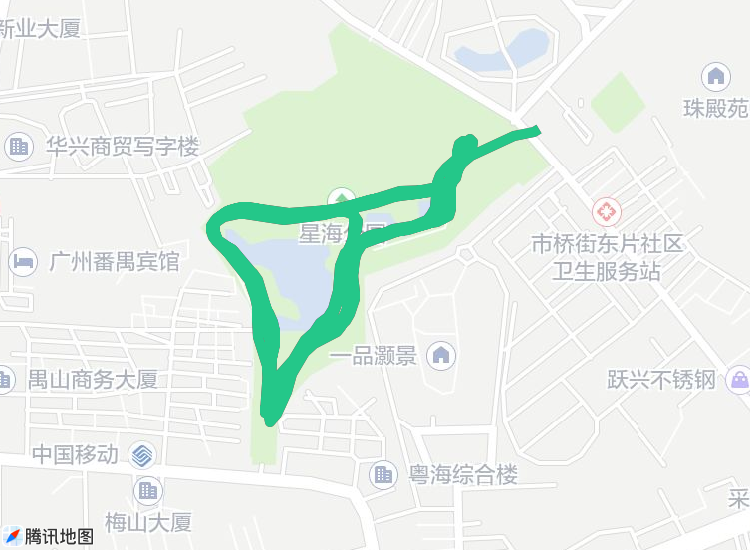 新业大厦
珠殿苑
华兴商贸写字楼
星海公园
市桥街东片社区
卫生服务站
广州番禺宾馆
一品灏景
禺山商务大厦
跃兴不锈钢
中国移动
粤海综合楼
采
梅山大厦
腾讯地图